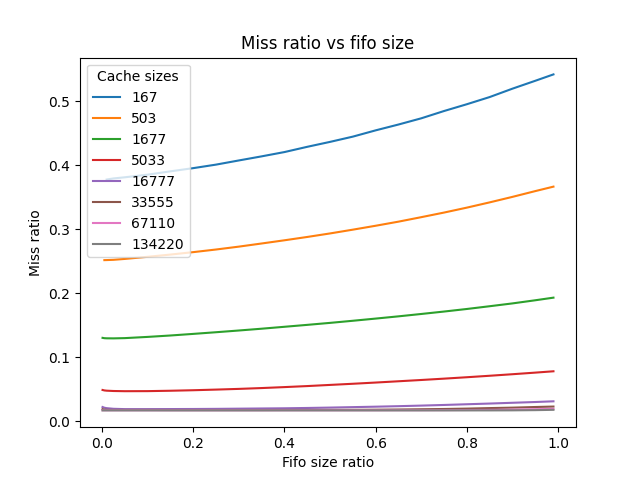 Miss ratio vs fifo size
Cache sizes
167
503
1677
5033
16777
33555
67110
134220
Miss ratio
0.5
0.4
0.3
0.2
0.1
0.0
0.0 0.2 0.4 0.6 0.8 1.0
Fifo size ratio